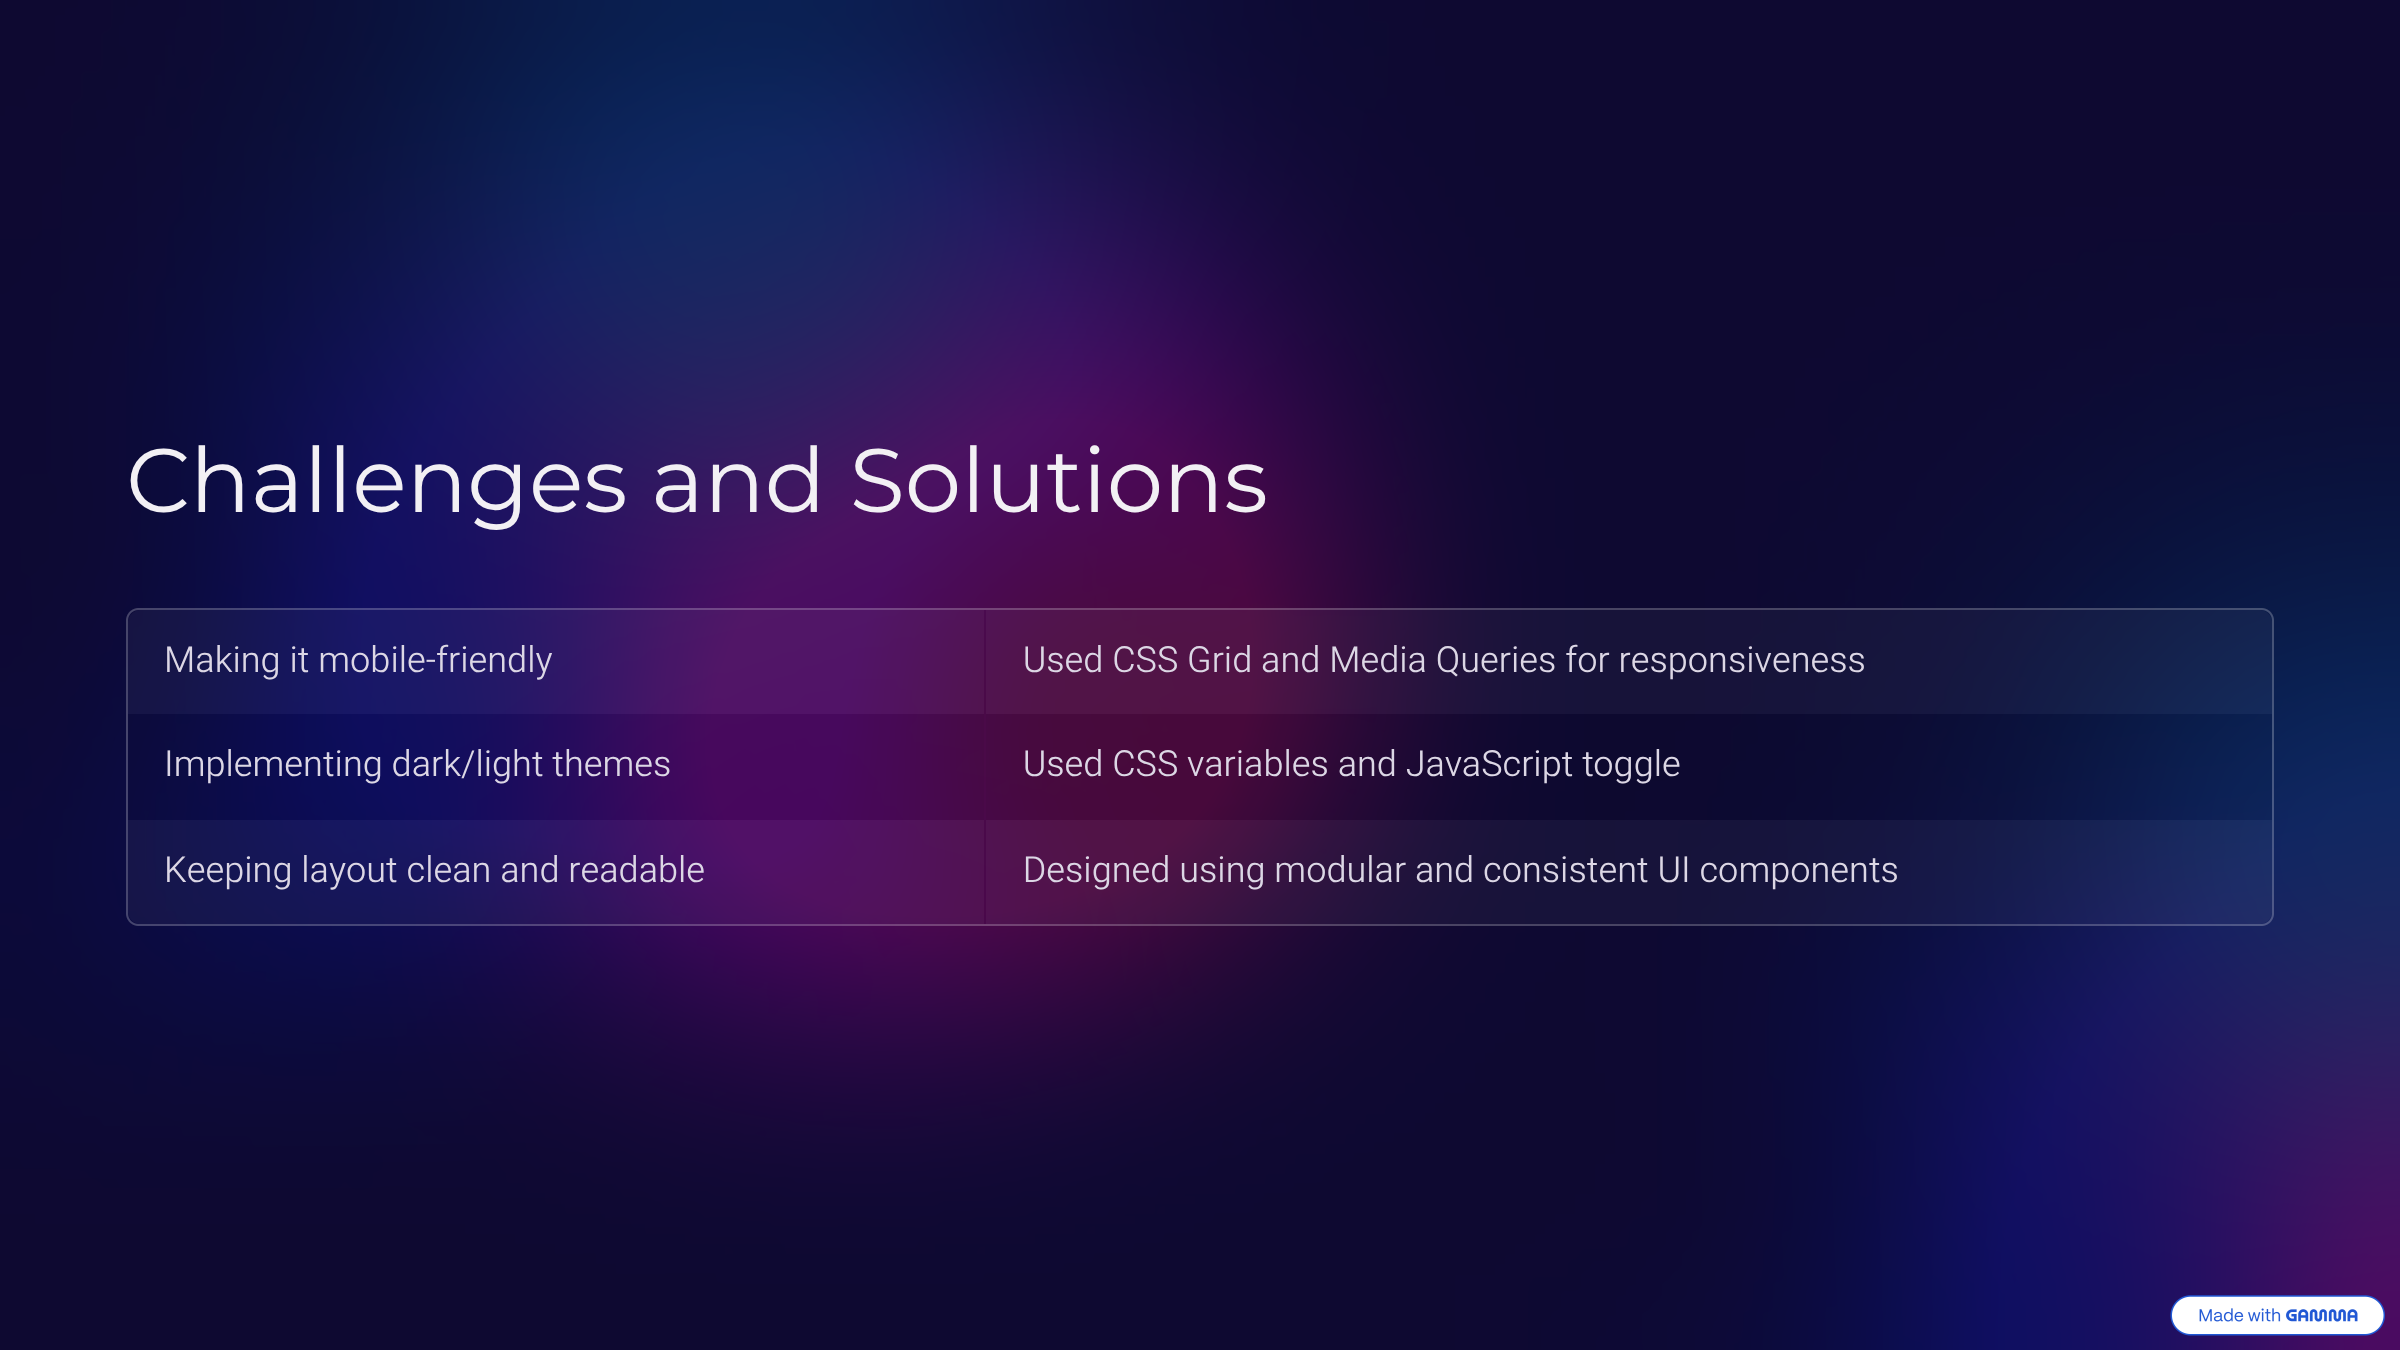 Challenges and Solutions
Making it mobile-friendly
Used CSS Grid and Media Queries for responsiveness
Implementing dark/light themes
Used CSS variables and JavaScript toggle
Keeping layout clean and readable
Designed using modular and consistent UI components
Made with GAMMA